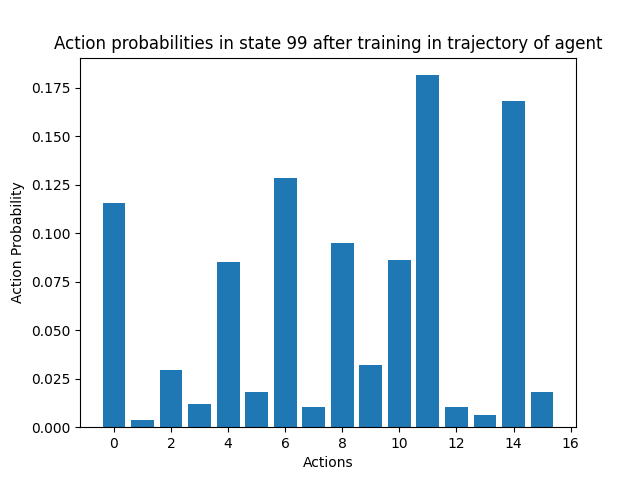 Action probabilities in state 99 after training in trajectory of agent
0.175
0.150
0.125
0.100
0.075
0.050
0.025
0.000
Action Probability
0 2 4 6 8 10 12 14 16
Actions